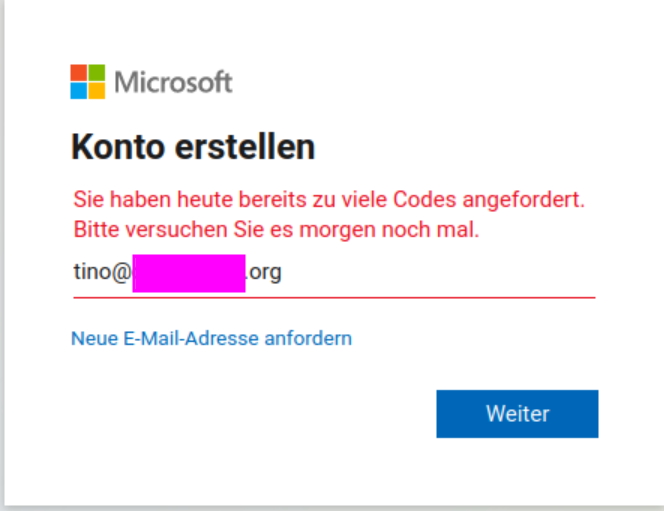 Microsoft
Konto erstellen
Sie haben heute bereits zu viele Codes angefordert.
Bitte versuchen Sie es morgen noch mal.
tino@ .org
Neue E-Mail-Adresse anfordern
Weiter